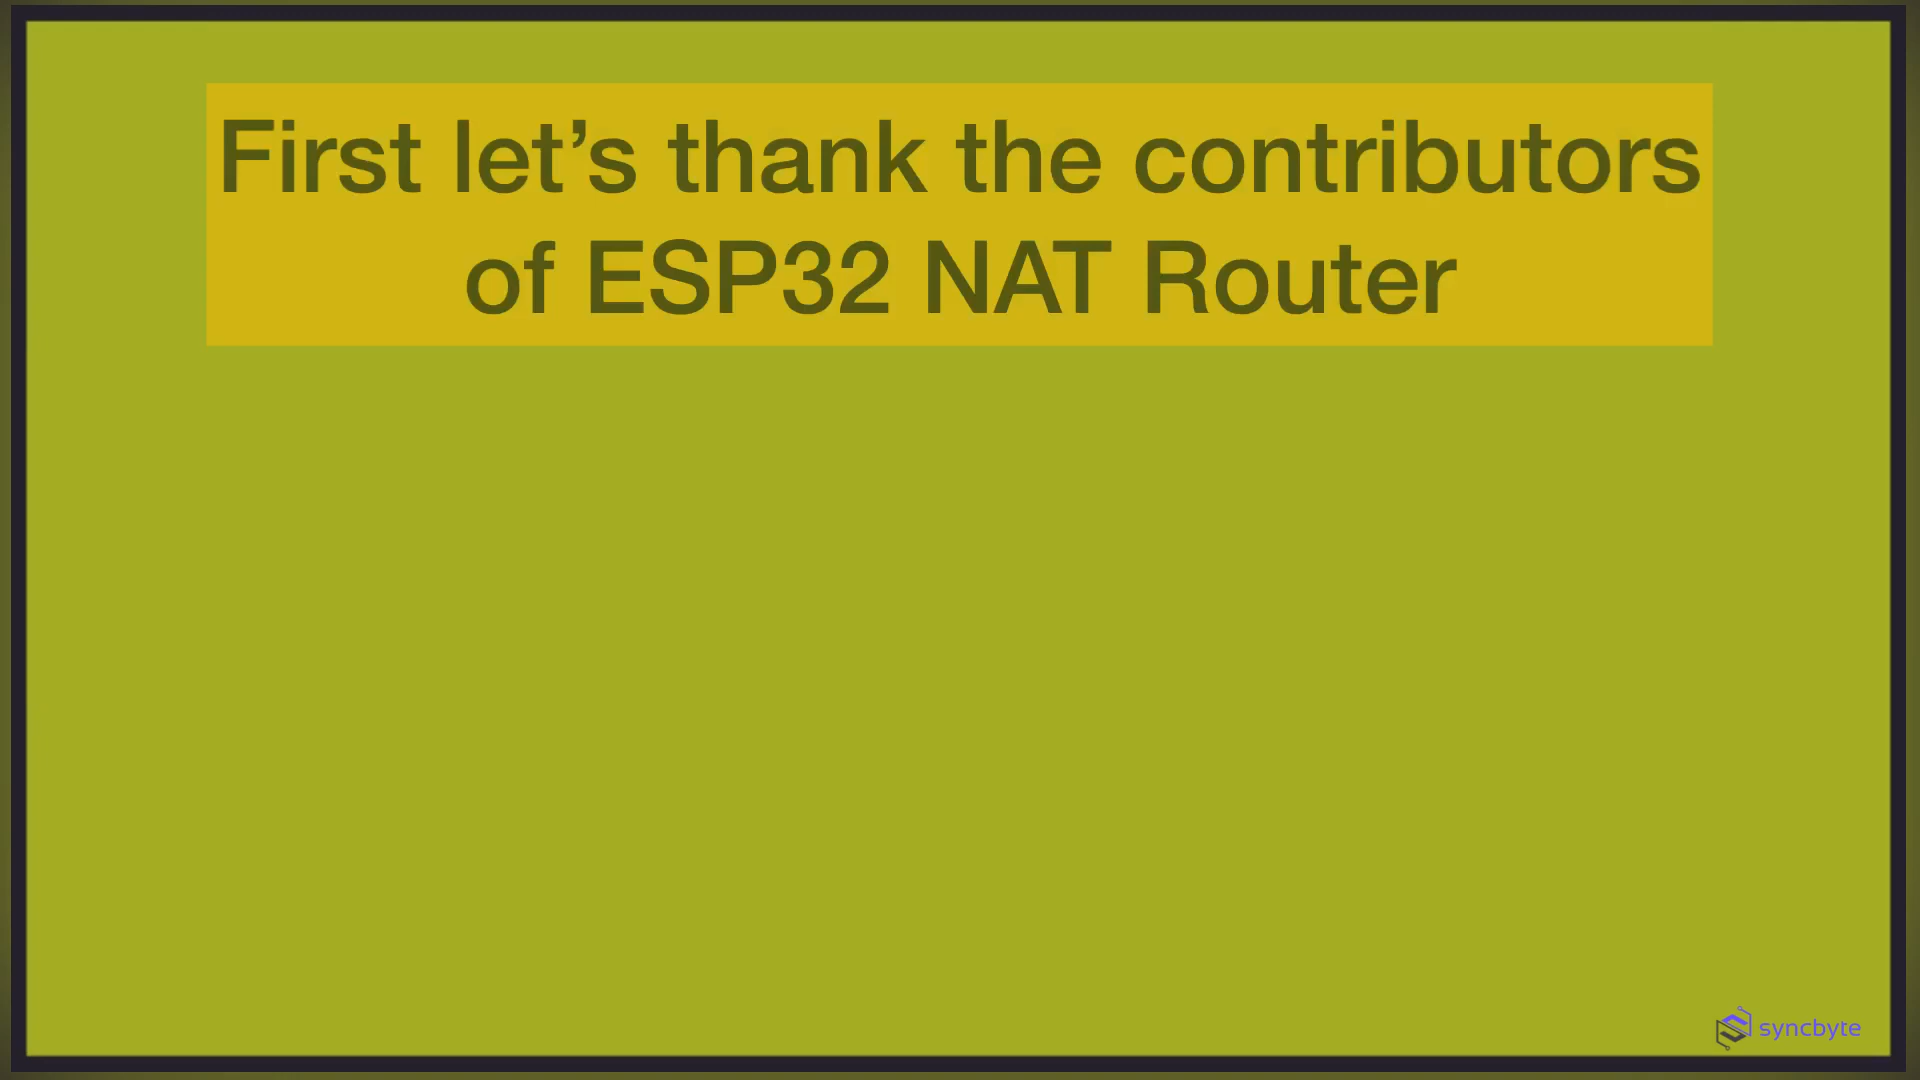 First let’s thank the contributors
of ESP32 NAT Router
syncbyte